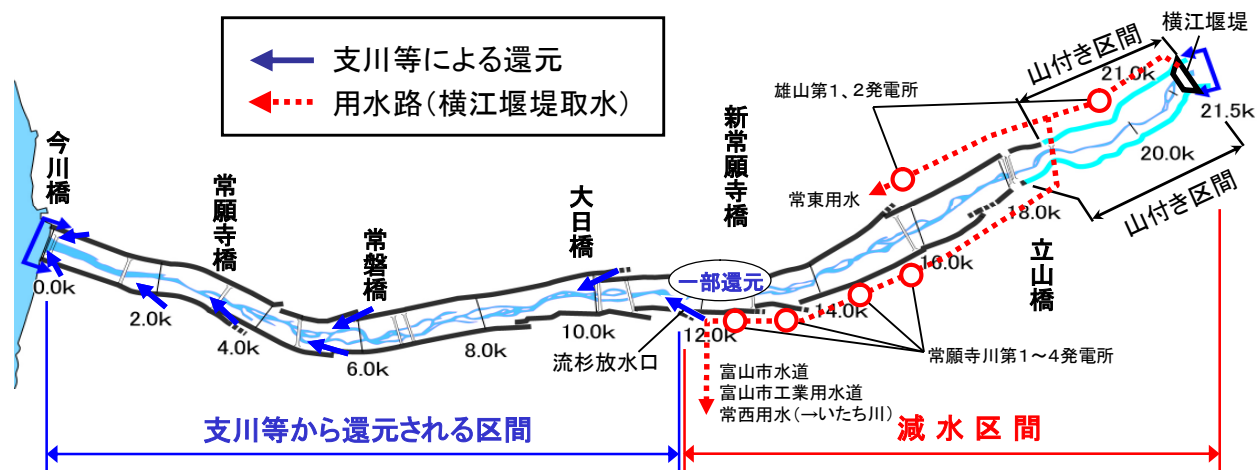 支川等による還元
用水路(横江堰堤取水)
横江堰堤
山付き区間
21.0k
21.5k
雄山第1、2発電所
20.0k
山付き区間
新常願寺橋
常東用水
18.0k
立山橋
今川橋
常願寺橋
常磐橋
大日橋
一部還元
16.0k
14.0k
12.0k
10.0k
8.0k
6.0k
4.0k
2.0k
0.0k
流杉放水口
常願寺川第1~4発電所
富山市水道
富山市工業用水道
常西用水(→いたち川)
支川等から還元される区間
減水区間